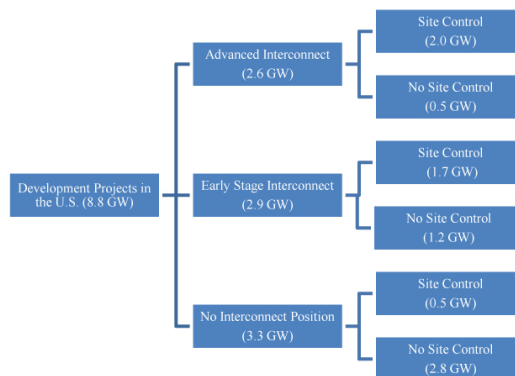 Site Control
(2.0 GW)
Advanced Interconnect
(2.6 GW)
No Site Control
(0.5 GW)
Site Control
(1.7 GW)
Development Projects in
the U.S. (8.8 GW)
Early Stage Interconnect
(2.9 GW)
No Site Control
(1.2 GW)
Site Control
(0.5 GW)
No Interconnect Position
(3.3 GW)
No Site Control
(2.8 GW)